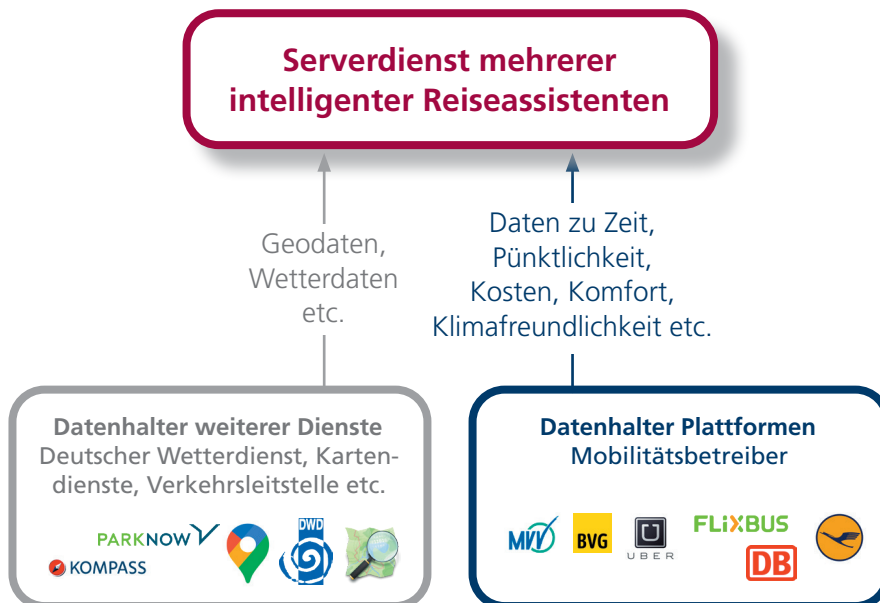 Serverdienst mehrerer
intelligenter Reiseassistenten
Geodaten,
Wetterdaten
etc.
Daten zu Zeit,
Pünktlichkeit,
Kosten, Komfort,
Klimafreundlichkeit etc.
Datenhalter weiterer Dienste
Deutscher Wetterdienst, Karten-
dienste, Verkehrsleitstelle etc.
PARKNOW
KOMPASS
DWD
Datenhalter Plattformen
Mobilitätsbetreiber
MVV
BVG
U
UBER
FLiXBUS
DB